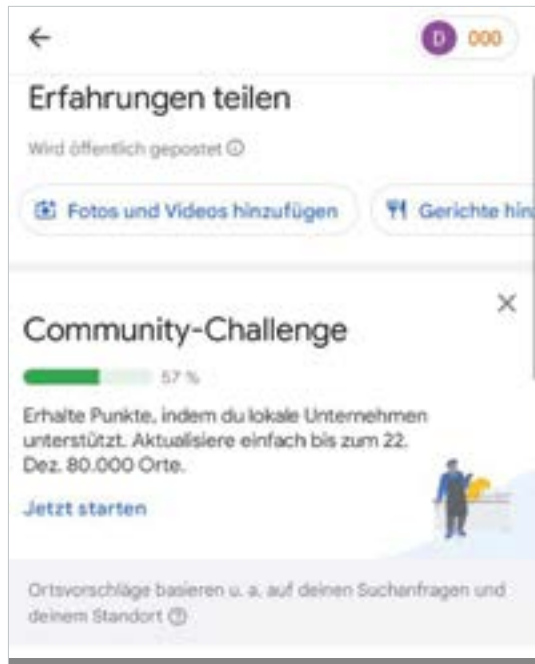 D 000
Erfahrungen teilen
Wird öffentlich gepostet
Fotos und Videos hinzufügen Gerichte hin
Community-Challenge
57 %
Erhalte Punkte, indem du lokale Unternehmen
unterstützt. Aktualisiere einfach bis zum 22.
Dez. 80.000 Orte.
Jetzt starten
Ortsvorschläge basieren u. a. auf deinen Suchanfragen und
deinem Standort